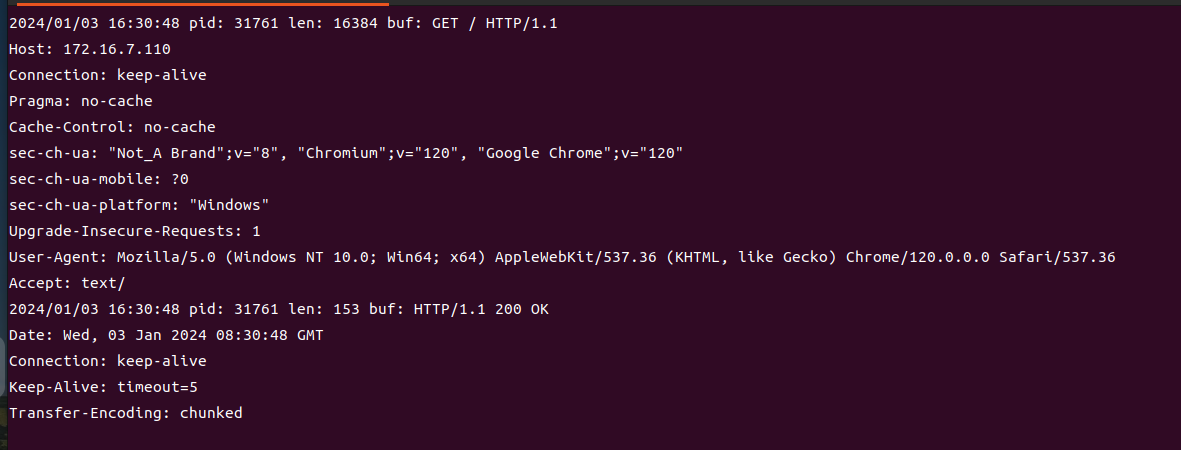 2024/01/03 16:30:48 pid: 31761 len: 16384 buf: GET / HTTP/1.1
Host: 172.16.7.110
Connection: keep-alive
Pragma: no-cache
Cache-Control: no-cache
sec-ch-ua: "Not_A Brand";v="8", "Chromium";v="120", "Google Chrome";v="120"
sec-ch-ua-mobile: ?0
sec-ch-ua-platform: "Windows"
Upgrade-Insecure-Requests: 1
User-Agent: Mozilla/5.0 (Windows NT 10.0; Win64; x64) AppleWebKit/537.36 (KHTML, like Gecko) Chrome/120.0.0.0 Safari/537.36
Accept: text/
2024/01/03 16:30:48 pid: 31761 len: 153 buf: HTTP/1.1 200 OK
Date: Wed, 03 Jan 2024 08:30:48 GMT
Connection: keep-alive
Keep-Alive: timeout=5
Transfer-Encoding: chunked